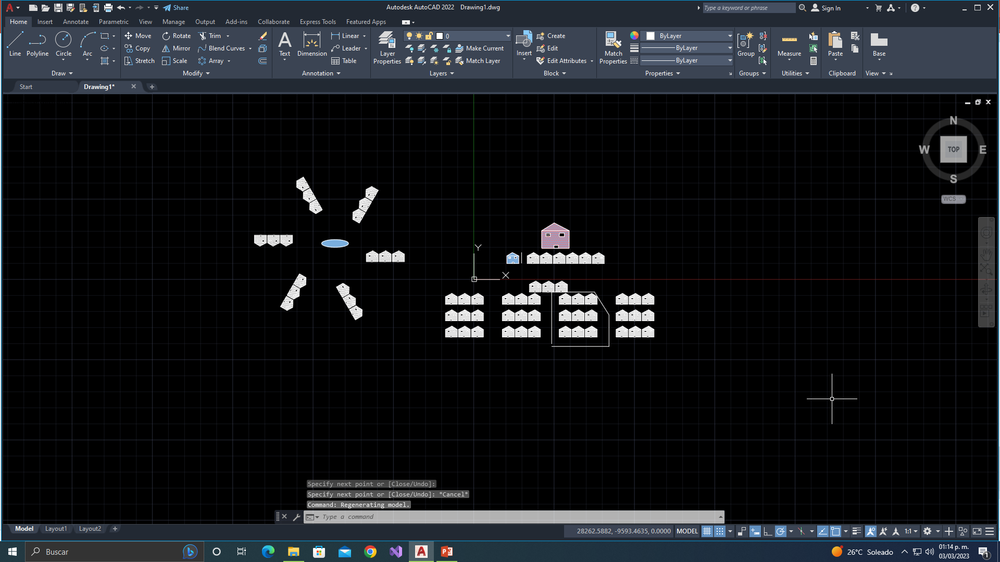 Share
Autodesk AutoCAD 2022 Drawing1.dwg
Type a keyword or phrase
Sign In
Home Insert Annotate Parametric View Manage Output Add-ins Collaborate Express Tools Featured Apps
Line
Polyline
Circle
Arc
Draw
Move Rotate Trim
Copy Mirror Blend Curves
Stretch Scale Array
Modify
Text
Dimension
Linear
Leader
Table
Annotation
Layer
Properties
0
Make Current
Match Layer
Layers
Insert
Create
Edit
Edit Attributes
Block
Match
Properties
ByLayer
ByLayer
ByLayer
Properties
Group
Groups
Measure
Utilities
Paste
Clipboard
Base
View
Start Drawing1*
N
W TOP E
S
WCS
Y
X
Specify next point or [Close/Undo]:
Specify next point or [Close/Undo]: *Cancel*
Command: Regenerating model.
Type a command
Model Layout1 Layout2
28262.5882, -9593.4635, 0.0000 MODEL
1:1
Buscar
26°C Soleado
01:14 p. m.
03/03/2023
1